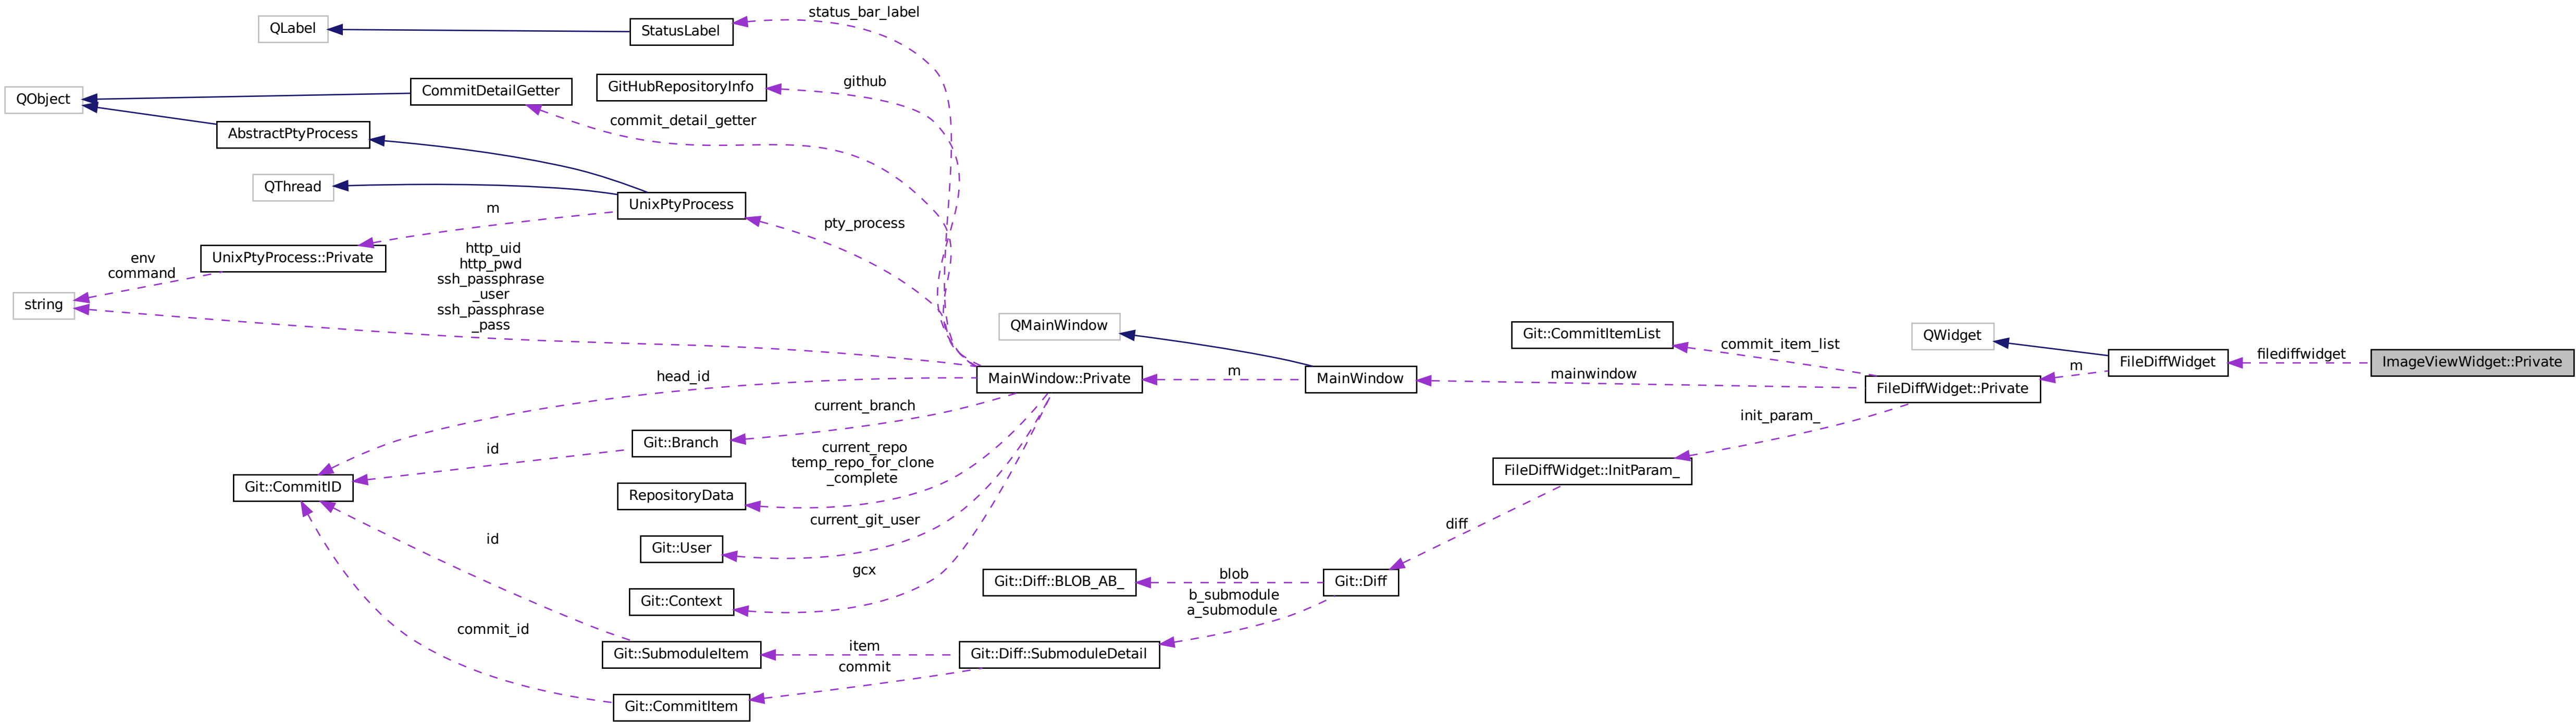 status_bar_label
QLabel
StatusLabel
github
GitHubRepositoryInfo
CommitDetailGetter
QObject
commit_detail_getter
AbstractPtyProcess
QThread
UnixPtyProcess
m
pty_process
http_uid
http_pwd
ssh_passphrase
_user
ssh_passphrase
_pass
env
command
UnixPtyProcess::Private
string
QMainWindow
Git::CommitItemList
commit_item_list
QWidget
filediffwidget
FileDiffWidget
ImageViewWidget::Private
m
m
mainwindow
MainWindow::Private
MainWindow
FileDiffWidget::Private
head_id
current_branch
init_param_
id
Git::Branch
current_repo
temp_repo_for_clone
_complete
FileDiffWidget::InitParam_
Git::CommitID
RepositoryData
current_git_user
diff
id
Git::User
gcx
blob
Git::Diff::BLOB_AB_
Git::Diff
b_submodule
a_submodule
Git::Context
commit_id
item
Git::SubmoduleItem
Git::Diff::SubmoduleDetail
commit
Git::CommitItem